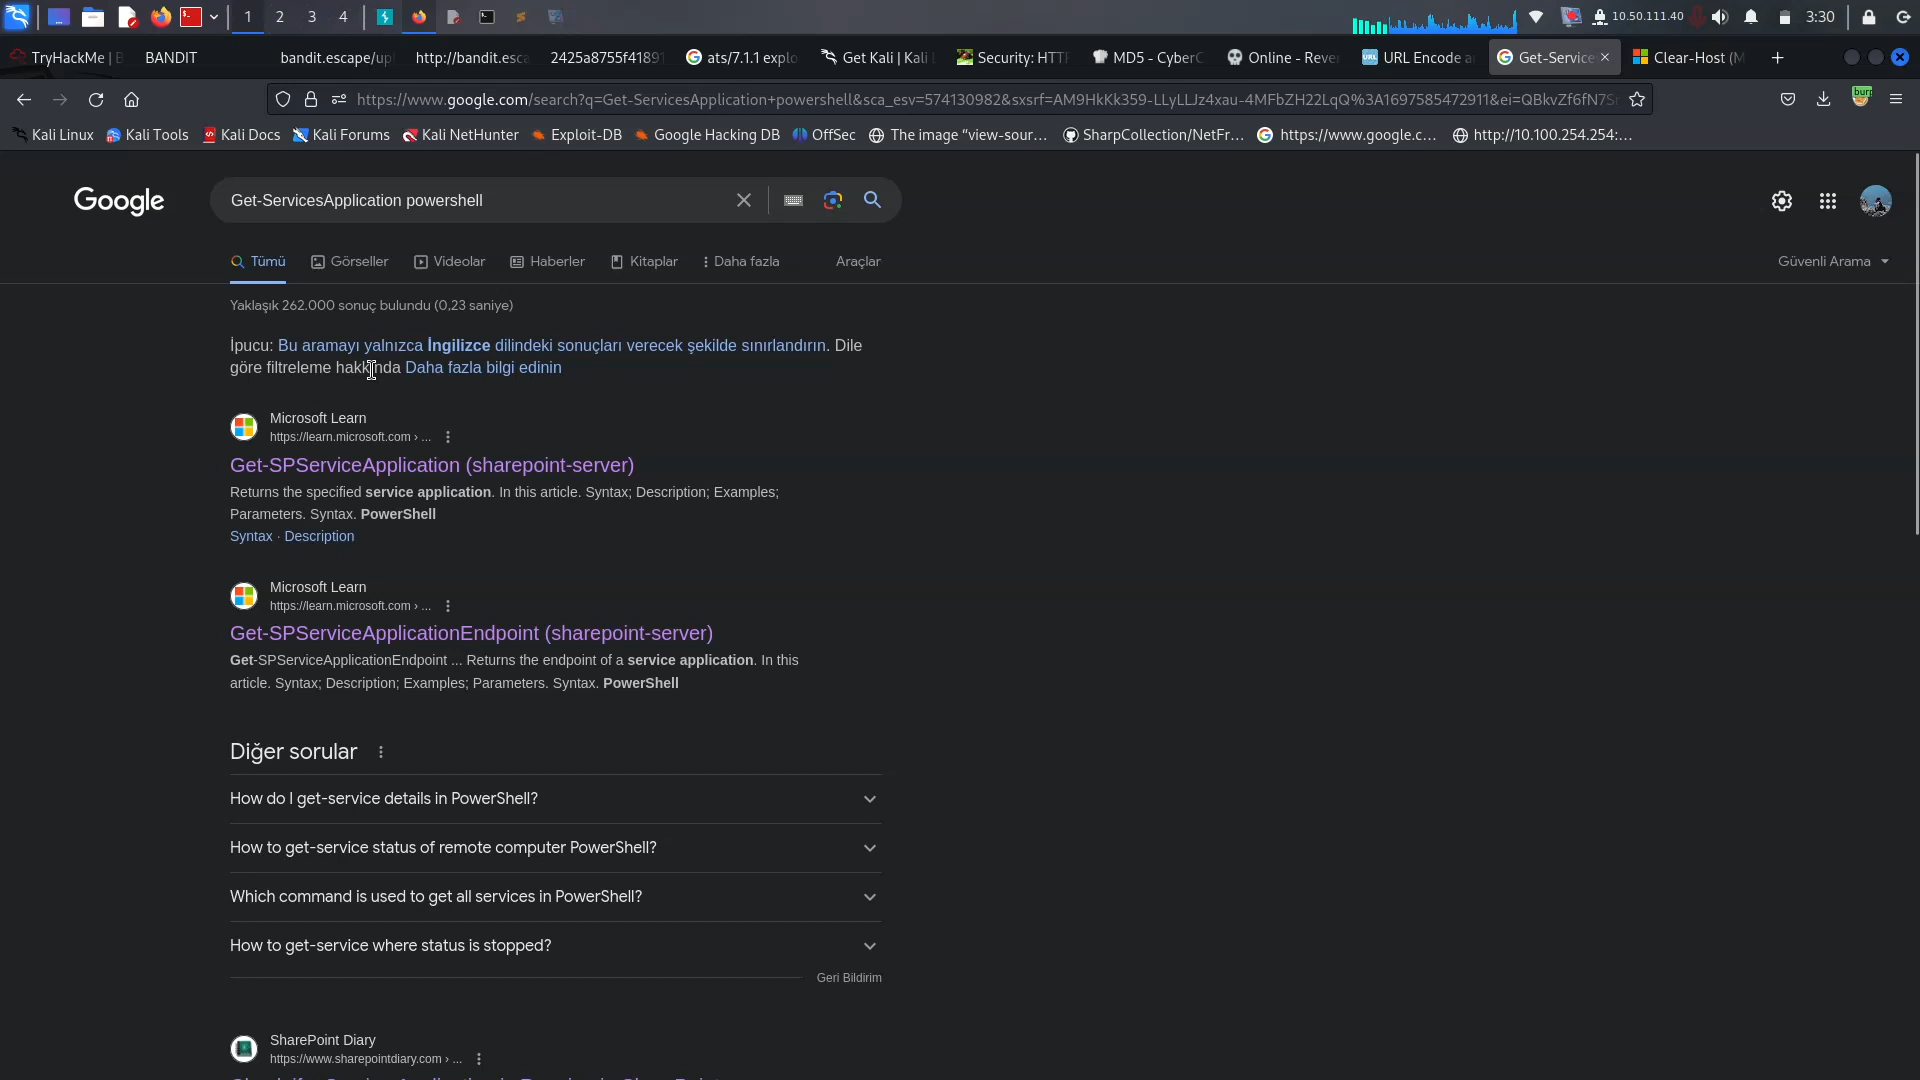 1 2 3 4 10.50.111.40 3:30
TryHackMe | B BANDIT bandit.escape/up http://bandit.esca 2425a8755f41891 ats/7.1.1 explo Get Kali | Kali Security: HTT MD5 - CyberC Online - Reve URL Encode a Get-Service Clear-Host (M
https://www.google.com/search?q=Get-ServicesApplication+powershell&sca_esv=574130982&sxsrf=AM9HkKk359-LLyLLJz4xau-4MFbZH22LqQ%3A1697585472911&ei=QBkvZf6fN7Sr
burp
Kali Linux Kali Tools Kali Docs Kali Forums Kali NetHunter Exploit-DB Google Hacking DB OffSec The image “view-sour… SharpCollection/NetFr… https://www.google.c… http://10.100.254.254:…
Google Get-ServicesApplication powershell
Tümü Görseller Videolar Haberler Kitaplar Daha fazla Araçlar Güvenli Arama
Yaklaşık 262.000 sonuç bulundu (0,23 saniye)
İpucu: Bu aramayı yalnızca İngilizce dilindeki sonuçları verecek şekilde sınırlandırın. Dile
göre filtreleme hakkında Daha fazla bilgi edinin
Microsoft Learn
https://learn.microsoft.com › ...
Get-SPServiceApplication (sharepoint-server)
Returns the specified service application. In this article. Syntax; Description; Examples;
Parameters. Syntax. PowerShell
Syntax · Description
Microsoft Learn
https://learn.microsoft.com › ...
Get-SPServiceApplicationEndpoint (sharepoint-server)
Get-SPServiceApplicationEndpoint ... Returns the endpoint of a service application. In this
article. Syntax; Description; Examples; Parameters. Syntax. PowerShell
Diğer sorular
How do I get-service details in PowerShell?
How to get-service status of remote computer PowerShell?
Which command is used to get all services in PowerShell?
How to get-service where status is stopped?
Geri Bildirim
SharePoint Diary
https://www.sharepointdiary.com › ...